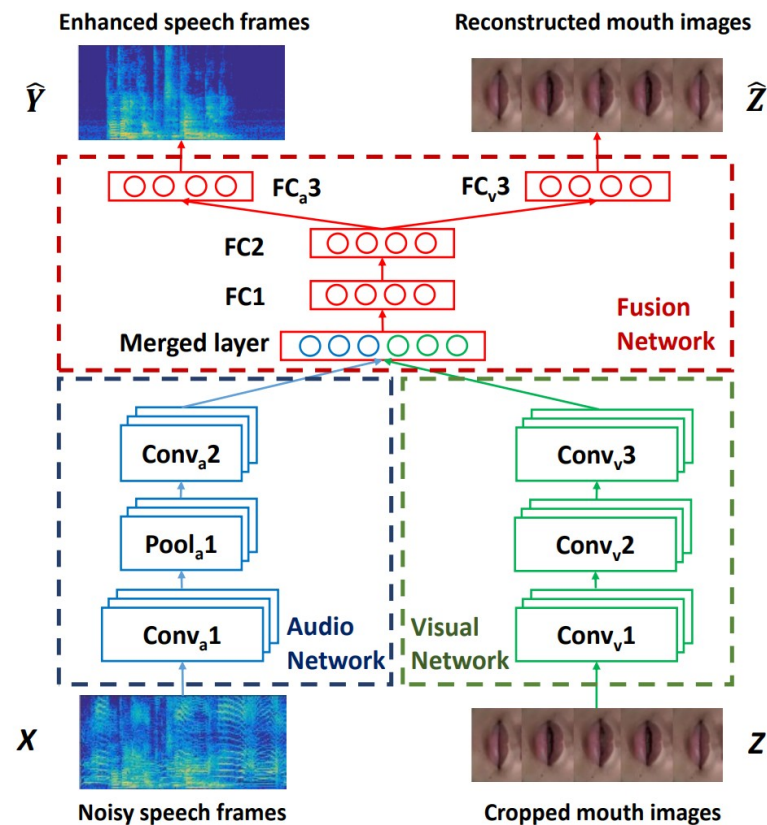 Enhanced speech frames
Reconstructed mouth images
Ŷ
Ẑ
FCa3
FCv3
FC2
FC1
Merged layer
Fusion
Network
Conva2
Poola1
Conva1
Audio
Network
Convv3
Convv2
Convv1
Visual
Network
X
Z
Noisy speech frames
Cropped mouth images